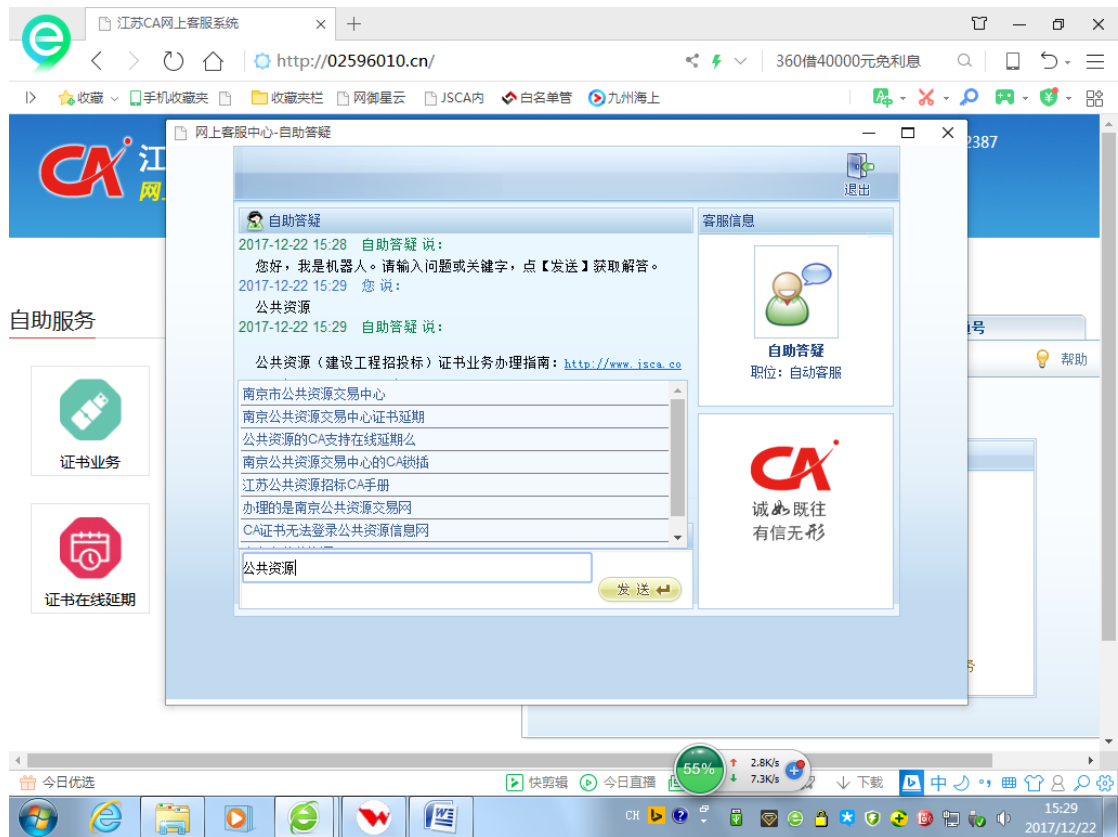 江苏CA网上客服系统
http://02596010.cn/
360借40000元免利息
收藏 手机收藏夹 收藏夹栏 网御星云 JSCA内 白名单管 九州海上
网上客服中心-自助答疑
2387
CA 江
网
退出
自助答疑
客服信息
2017-12-22 15:28 自助答疑 说:
您好，我是机器人。请输入问题或关键字，点【发送】获取解答。
2017-12-22 15:29 您 说:
公共资源
2017-12-22 15:29 自助答疑 说:
公共资源（建设工程招投标）证书业务办理指南：http://www.jsca.co
自助答疑
职位：自动客服
自助服务
号
帮助
南京市公共资源交易中心
南京公共资源交易中心证书延期
公共资源的CA支持在线延期么
南京公共资源交易中心的CA锁插
江苏公共资源招标CA手册
办理的是南京公共资源交易网
CA证书无法登录公共资源信息网
公共资源
发 送
CA
诚如既往
有信无形
证书业务
证书在线延期
今日优选
快剪辑 今日直播
55%
2.8K/s
7.3K/s
下载
中
CH
15:29
2017/12/22